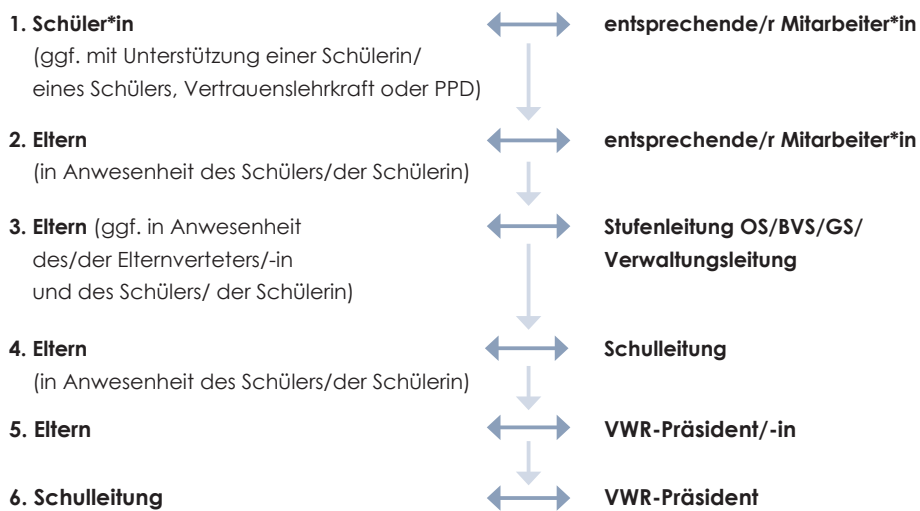 1. Schüler*in entsprechende/r Mitarbeiter*in
(ggf. mit Unterstützung einer Schülerin/
eines Schülers, Vertrauenslehrkraft oder PPD)
2. Eltern entsprechende/r Mitarbeiter*in
(in Anwesenheit des Schülers/der Schülerin)
3. Eltern (ggf. in Anwesenheit Stufenleitung OS/BVS/GS/
des/der Elternverteters/-in Verwaltungsleitung
und des Schülers/ der Schülerin)
4. Eltern Schulleitung
(in Anwesenheit des Schülers/der Schülerin)
5. Eltern VWR-Präsident/-in
6. Schulleitung VWR-Präsident